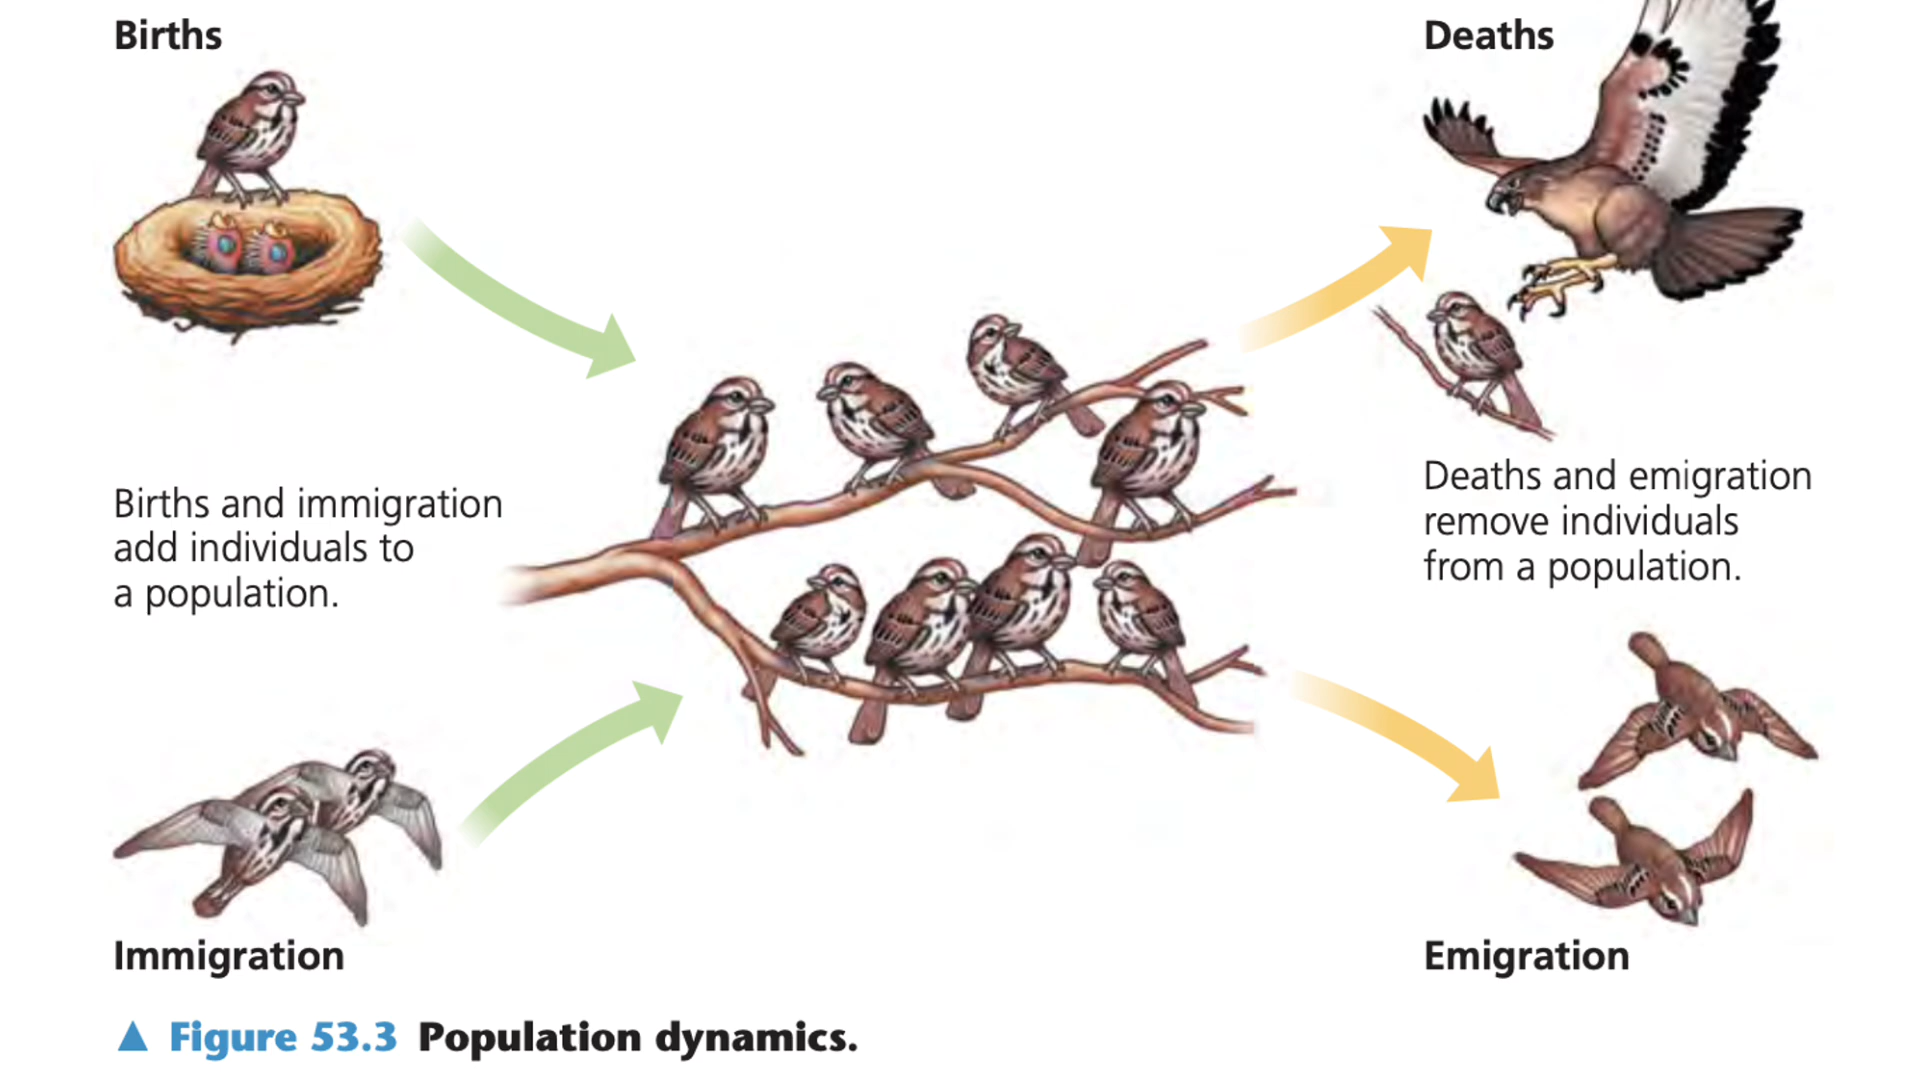 Births
Deaths
Births and immigration
add individuals to
a population.
Deaths and emigration
remove individuals
from a population.
Immigration
Emigration
▲ Figure 53.3 Population dynamics.